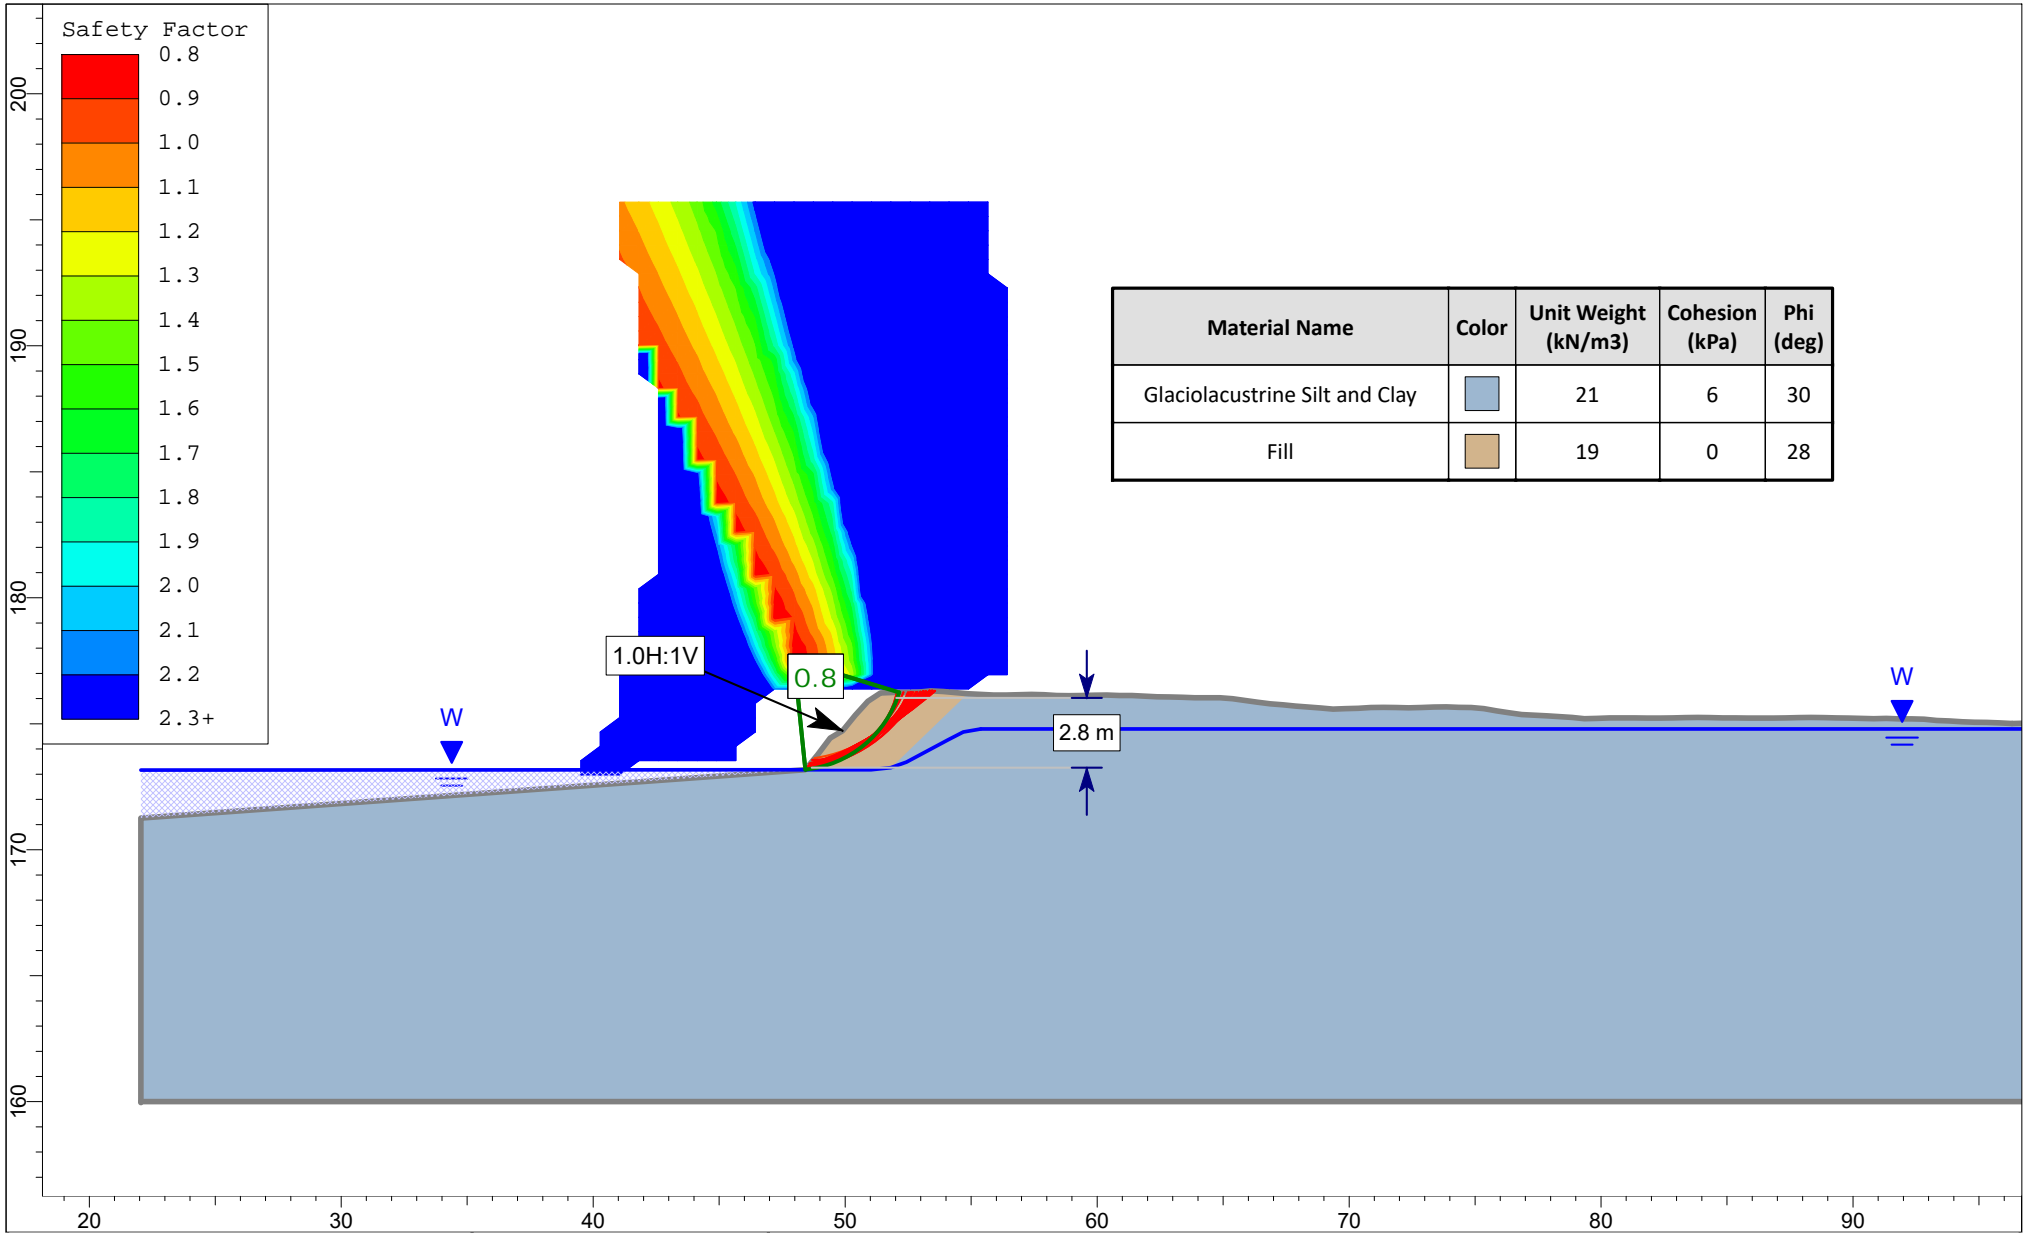 Safety Factor
0.8
0.9
1.0
1.1
1.2
1.3
1.4
1.5
1.6
1.7
1.8
1.9
2.0
2.1
2.2
2.3+
200
190
180
170
160
Material Name Color Unit Weight (kN/m3) Cohesion (kPa) Phi (deg)
Glaciolacustrine Silt and Clay 21 6 30
Fill 19 0 28
1.0H:1V
0.8
W
2.8 m
W
20 30 40 50 60 70 80 90